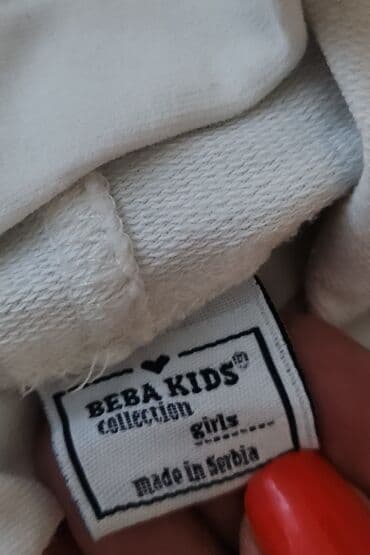 BEBA KIDS®
collection
girls
made in Serbia